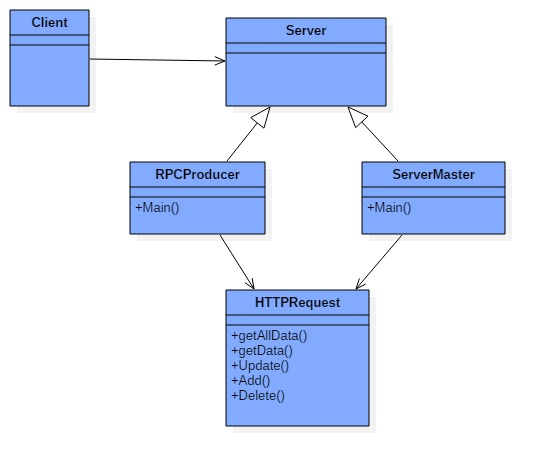 Client
Server
RPCProducer
+Main()
ServerMaster
+Main()
HTTPRequest
+getAllData()
+getData()
+Update()
+Add()
+Delete()